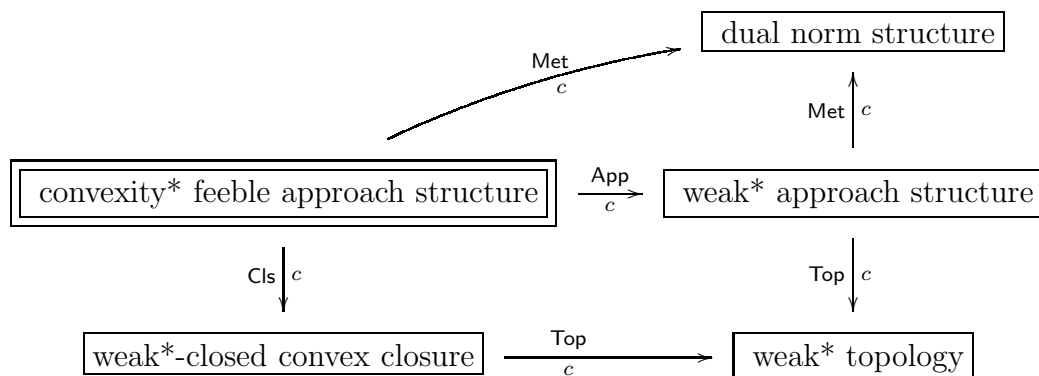 dual norm structure
Met
c
Met
c
convexity* feeble approach structure
App
c
weak* approach structure
Cls
c
Top
c
weak*-closed convex closure
Top
c
weak* topology